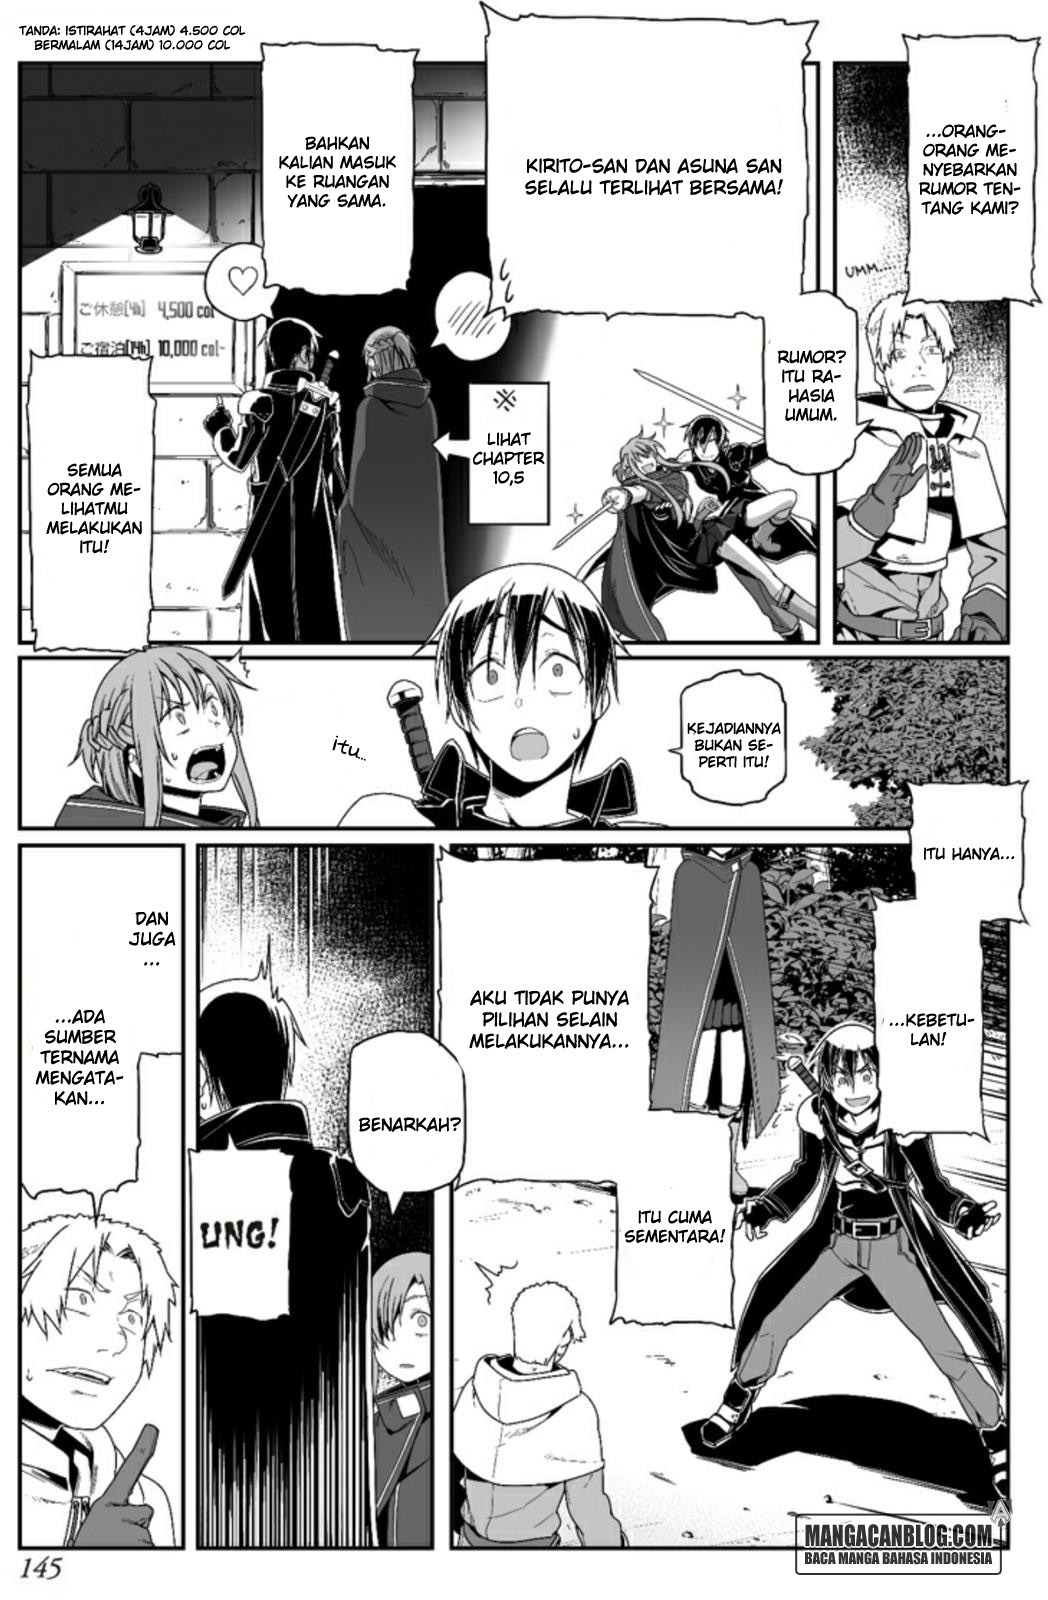 TANDA: ISTIRAHAT (4JAM) 4.500 COL
BERMALAM (14JAM) 10.000 COL
...ORANG-
ORANG ME-
NYEBARKAN
RUMOR TEN-
TANG KAMI?
UMM....
RUMOR?
ITU RA-
HASIA
UMUM.
KIRITO-SAN DAN ASUNA SAN
SELALU TERLIHAT BERSAMA!
BAHKAN
KALIAN MASUK
KE RUANGAN
YANG SAMA.
ご休憩[4h] 4,500 col
ご宿泊[14h] 10,000 col~
※
LIHAT
CHAPTER
10,5
SEMUA
ORANG ME-
LIHATMU
MELAKUKAN
ITU!
KEJADIANNYA
BUKAN SE-
PERTI ITU!
itu...
ITU HANYA...
...KEBETU-
LAN!
AKU TIDAK PUNYA
PILIHAN SELAIN
MELAKUKANNYA...
ITU CUMA
SEMENTARA!
BENARKAH?
UNG!
DAN
JUGA
...
...ADA
SUMBER
TERNAMA
MENGATA-
KAN...
MANGACANBLOG.COM
BACA MANGA BAHASA INDONESIA
145